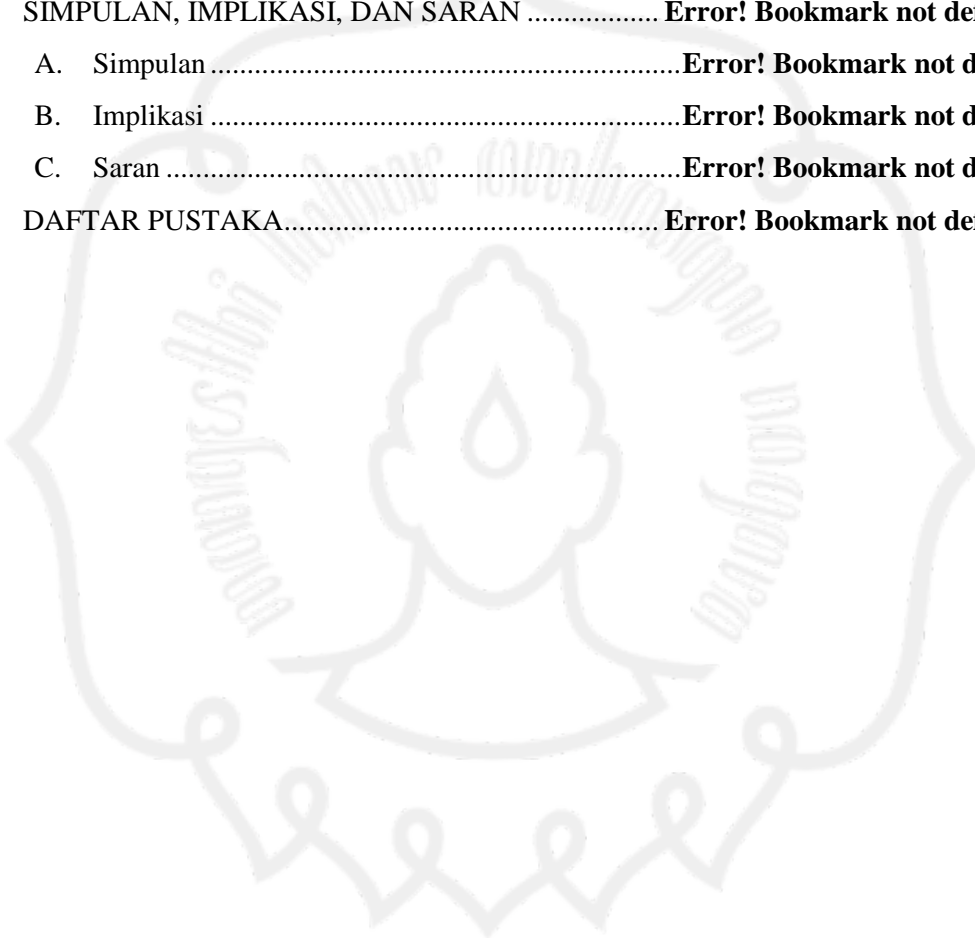 SIMPULAN, IMPLIKASI, DAN SARAN ................. Error! Bookmark not de
A. Simpulan ..............................................................Error! Bookmark not d
B. Implikasi ..............................................................Error! Bookmark not d
C. Saran ....................................................................Error! Bookmark not d
DAFTAR PUSTAKA................................................. Error! Bookmark not de